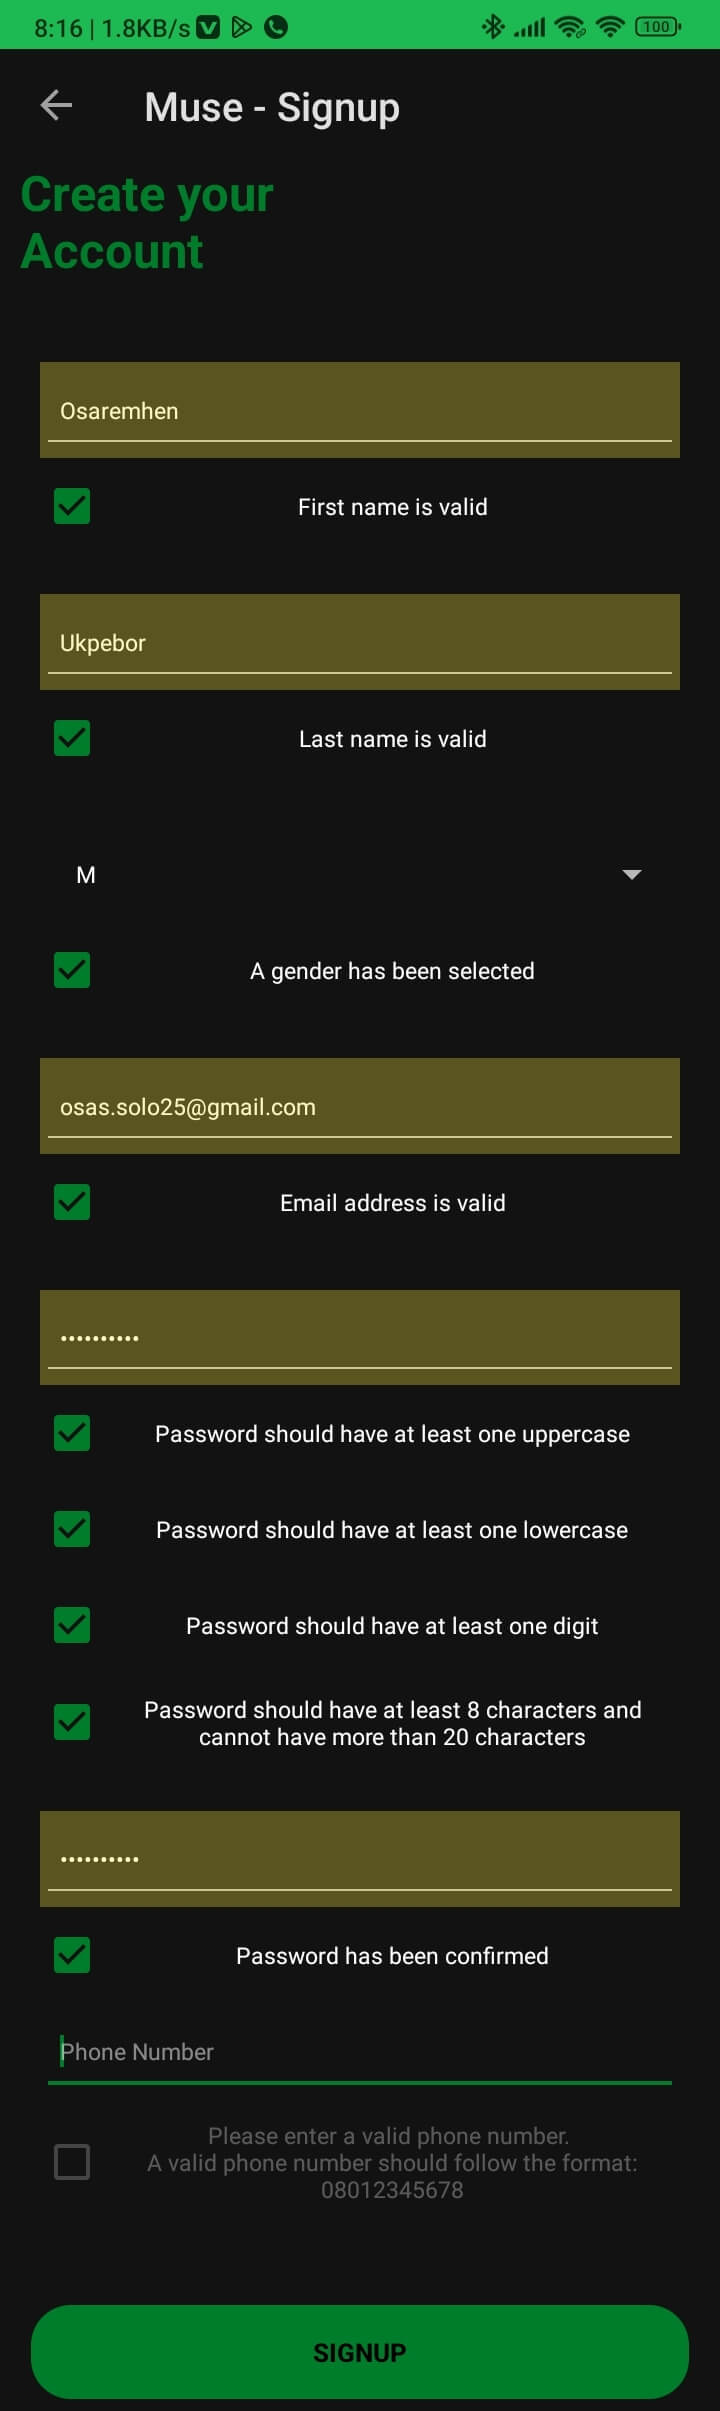 8:16 | 1.8KB/s
100
Muse - Signup
Create your
Account
Osaremhen
First name is valid
Ukpebor
Last name is valid
M
A gender has been selected
osas.solo25@gmail.com
Email address is valid
••••••••••
Password should have at least one uppercase
Password should have at least one lowercase
Password should have at least one digit
Password should have at least 8 characters and
cannot have more than 20 characters
••••••••••
Password has been confirmed
Phone Number
Please enter a valid phone number.
A valid phone number should follow the format:
08012345678
SIGNUP